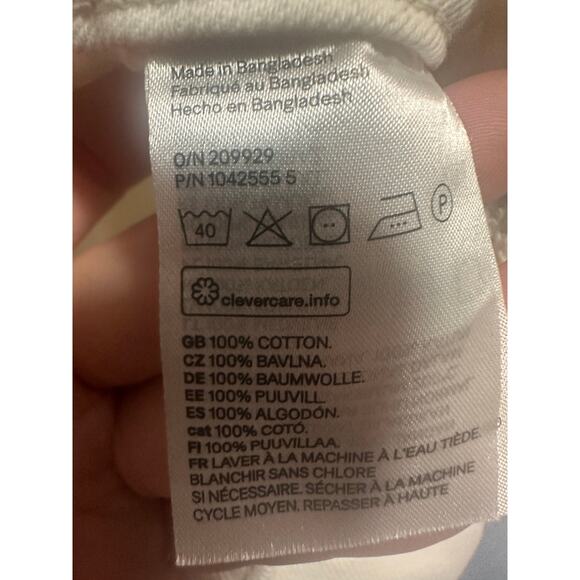 Made in Bangladesh
Fabriqué au Bangladesh
Hecho en Bangladesh
O/N 209929
P/N 1042555 5
40
P
clevercare.info
GB 100% COTTON.
CZ 100% BAVLNA.
DE 100% BAUMWOLLE.
EE 100% PUUVILL.
ES 100% ALGODÓN.
cat 100% COTÓ.
FI 100% PUUVILLAA.
FR LAVER À LA MACHINE À L'EAU TIÈDE.
BLANCHIR SANS CHLORE
SI NÉCESSAIRE. SÉCHER À LA MACHINE
CYCLE MOYEN. REPASSER À HAUTE